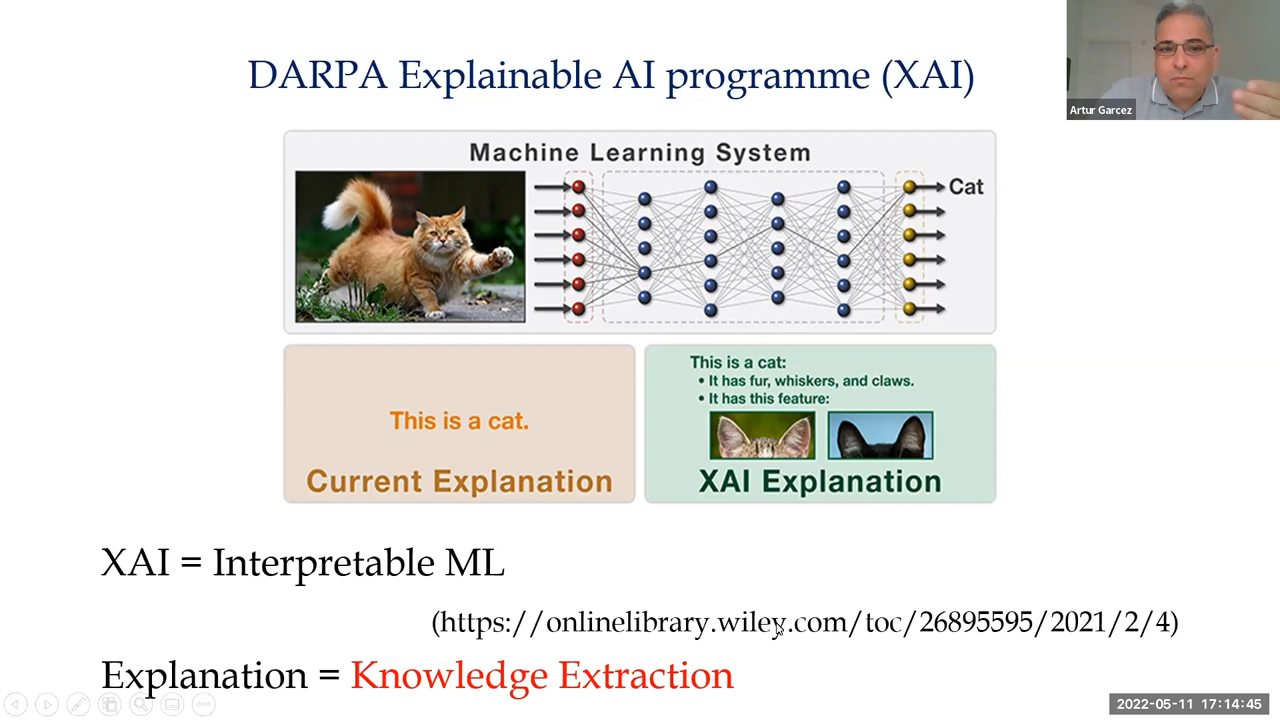 DARPA Explainable AI programme (XAI)
Artur Garcez
Machine Learning System
Cat
This is a cat.
Current Explanation
This is a cat:
• It has fur, whiskers, and claws.
• It has this feature:
XAI Explanation
XAI = Interpretable ML
(https://onlinelibrary.wiley.com/toc/26895595/2021/2/4)
Explanation = Knowledge Extraction
2022-05-11 17:14:45